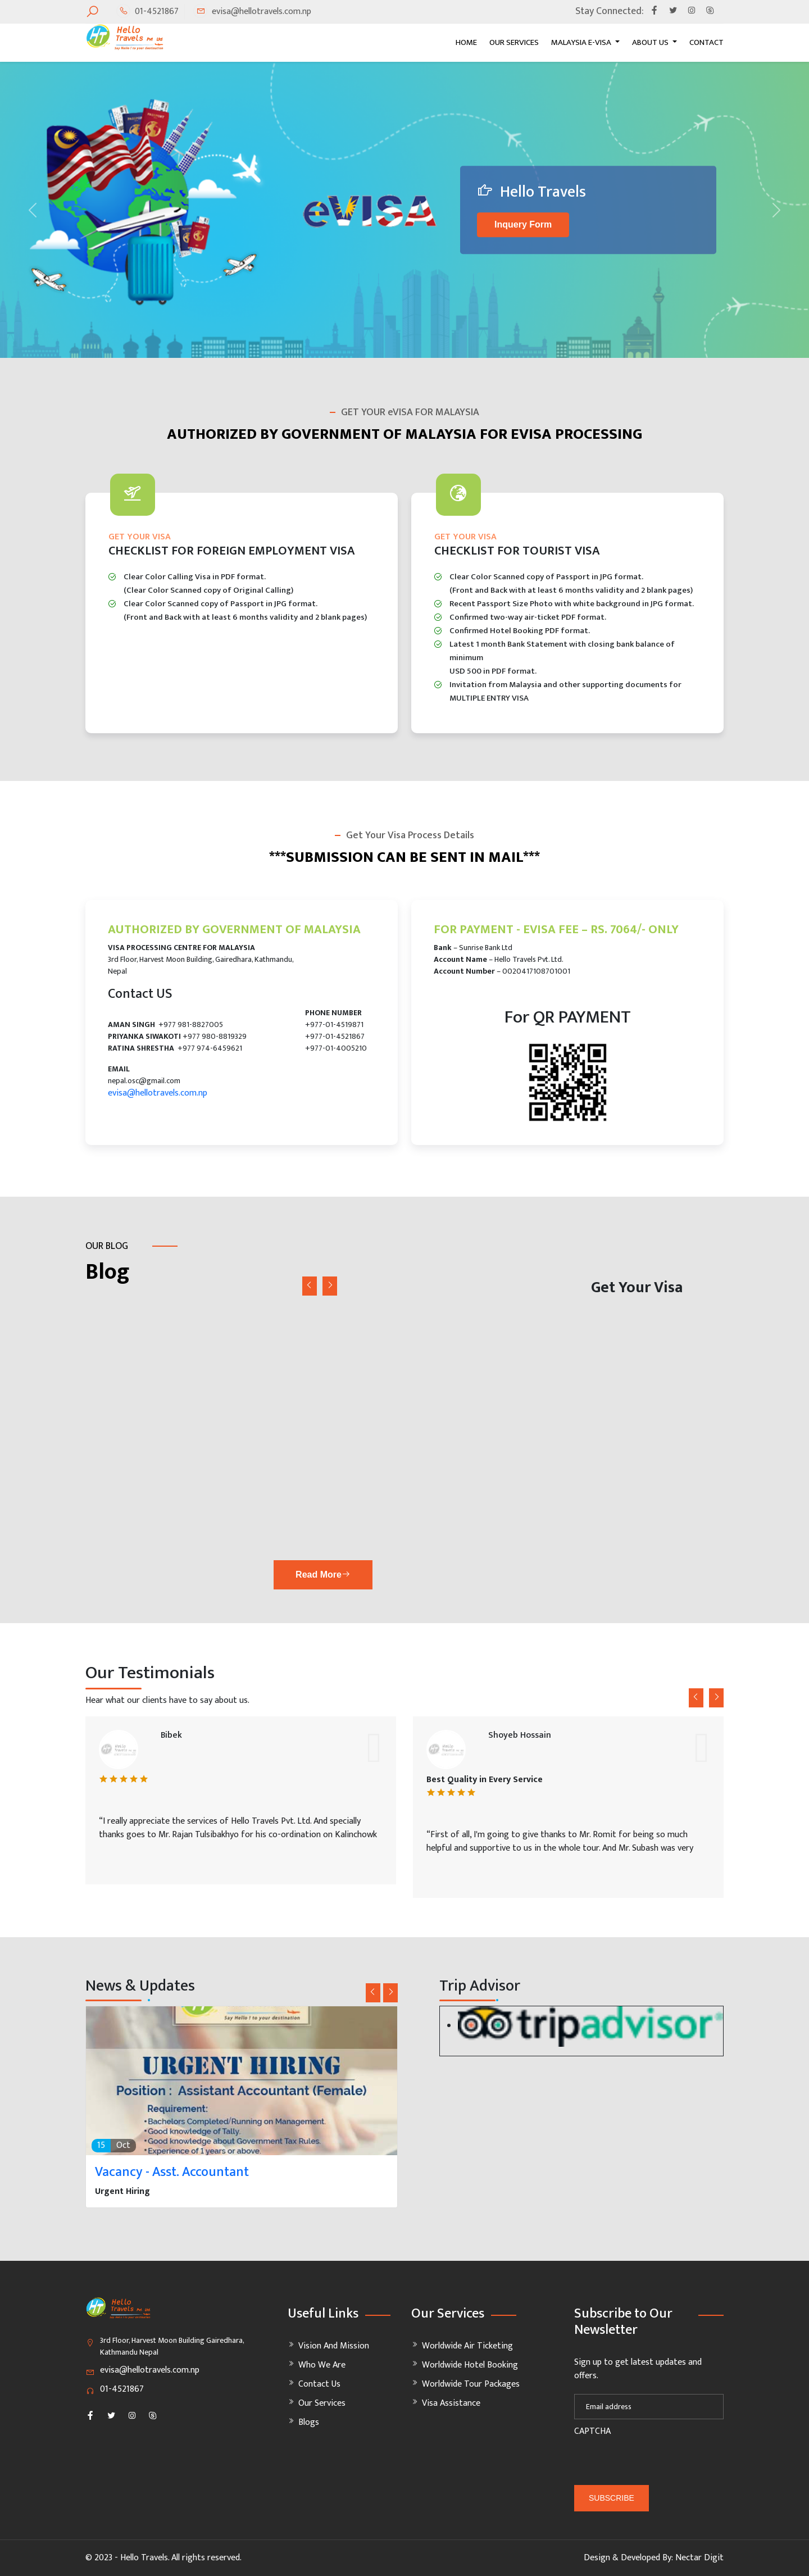 01-4521867
evisa@hellotravels.com.np
Stay Connected:
Hello
Travels Pvt. Ltd.
Say Hello ! to your destination
HOME
OUR SERVICES
MALAYSIA E-VISA
ABOUT US
CONTACT
eVISA
Hello Travels
Inquery Form
GET YOUR eVISA FOR MALAYSIA
AUTHORIZED BY GOVERNMENT OF MALAYSIA FOR EVISA PROCESSING
GET YOUR VISA
CHECKLIST FOR FOREIGN EMPLOYMENT VISA
Clear Color Calling Visa in PDF format.
(Clear Color Scanned copy of Original Calling)
Clear Color Scanned copy of Passport in JPG format.
(Front and Back with at least 6 months validity and 2 blank pages)
GET YOUR VISA
CHECKLIST FOR TOURIST VISA
Clear Color Scanned copy of Passport in JPG format.
(Front and Back with at least 6 months validity and 2 blank pages)
Recent Passport Size Photo with white background in JPG format.
Confirmed two-way air-ticket PDF format.
Confirmed Hotel Booking PDF format.
Latest 1 month Bank Statement with closing bank balance of
minimum
USD 500 in PDF format.
Invitation from Malaysia and other supporting documents for
MULTIPLE ENTRY VISA
Get Your Visa Process Details
***SUBMISSION CAN BE SENT IN MAIL***
AUTHORIZED BY GOVERNMENT OF MALAYSIA
VISA PROCESSING CENTRE FOR MALAYSIA
3rd Floor, Harvest Moon Building, Gairedhara, Kathmandu,
Nepal
Contact US
PHONE NUMBER
AMAN SINGH +977 981-8827005
+977-01-4519871
PRIYANKA SIWAKOTI +977 980-8819329
+977-01-4521867
RATINA SHRESTHA +977 974-6459621
+977-01-4005210
EMAIL
nepal.osc@gmail.com
evisa@hellotravels.com.np
FOR PAYMENT - EVISA FEE – RS. 7064/- ONLY
Bank – Sunrise Bank Ltd
Account Name – Hello Travels Pvt. Ltd.
Account Number – 00204171087​01001
For QR PAYMENT
OUR BLOG
Blog
Get Your Visa
Read More
Our Testimonials
Hear what our clients have to say about us.
Bibek
“I really appreciate the services of Hello Travels Pvt. Ltd. And specially
thanks goes to Mr. Rajan Tulsibakhyo for his co-ordination on Kalinchowk
Shoyeb Hossain
Best Quality in Every Service
“First of all, I'm going to give thanks to Mr. Romit for being so much
helpful and supportive to us in the whole tour. And Mr. Subash was very
News & Updates
Say Hello ! to your destination
URGENT HIRING
Position : Assistant Accountant (Female)
Requirement:
•Bachelors Completed/Running on Management.
•Good knowledge of Tally.
•Good knowledge about Government Tax Rules.
•Experience of 1 years or above
15 Oct
Vacancy - Asst. Accountant
Urgent Hiring
Trip Advisor
tripadvisor
Hello
Travels Pvt. Ltd.
3rd Floor, Harvest Moon Building Gairedhara,
Kathmandu Nepal
evisa@hellotravels.com.np
01-4521867
Useful Links
Vision And Mission
Who We Are
Contact Us
Our Services
Blogs
Our Services
Worldwide Air Ticketing
Worldwide Hotel Booking
Worldwide Tour Packages
Visa Assistance
Subscribe to Our
Newsletter
Sign up to get latest updates and
offers.
Email address
CAPTCHA
SUBSCRIBE
© 2023 - Hello Travels. All rights reserved.
Design & Developed By: Nectar Digit